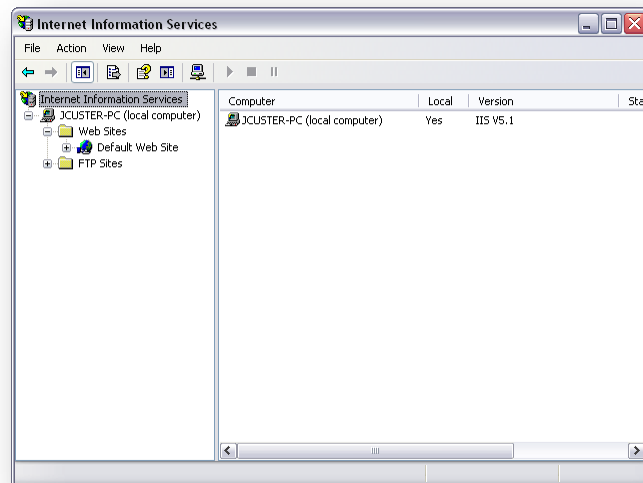 Internet Information Services
File Action View Help
Internet Information Services
JCUSTER-PC (local computer)
Web Sites
Default Web Site
FTP Sites
Computer Local Version Sta
JCUSTER-PC (local computer) Yes IIS V5.1